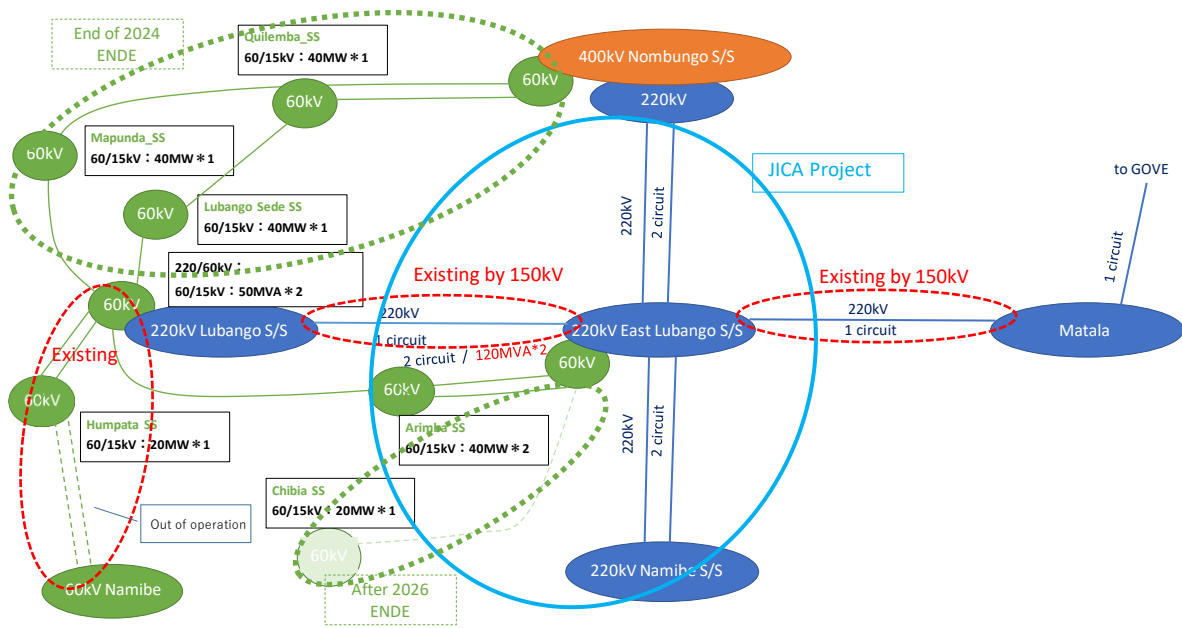 End of 2024
ENDE
Quilemba_SS
60/15kV：40MW＊1
400kV Nombungo S/S
60kV
220kV
60kV
Mapunda_SS
60/15kV：40MW＊1
60kV
JICA Project
to GOVE
Lubango Sede SS
60/15kV：40MW＊1
60kV
220kV
2 circuit
1 circuit
220/60kV：
60/15kV：50MVA＊2
Existing by 150kV
Existing by 150kV
60kV
220kV Lubango S/S
220kV
1 circuit
220kV East Lubango S/S
220kV
1 circuit
Matala
Existing
2 circuit / 120MVA*2
60kV
60kV
60kV
Humpata SS
60/15kV：20MW＊1
Arimba SS
60/15kV：40MW＊2
220kV
2 circuit
Chibia SS
60/15kV：20MW＊1
Out of operation
60kV
60kV Namibe
After 2026
ENDE
220kV Namibe S/S